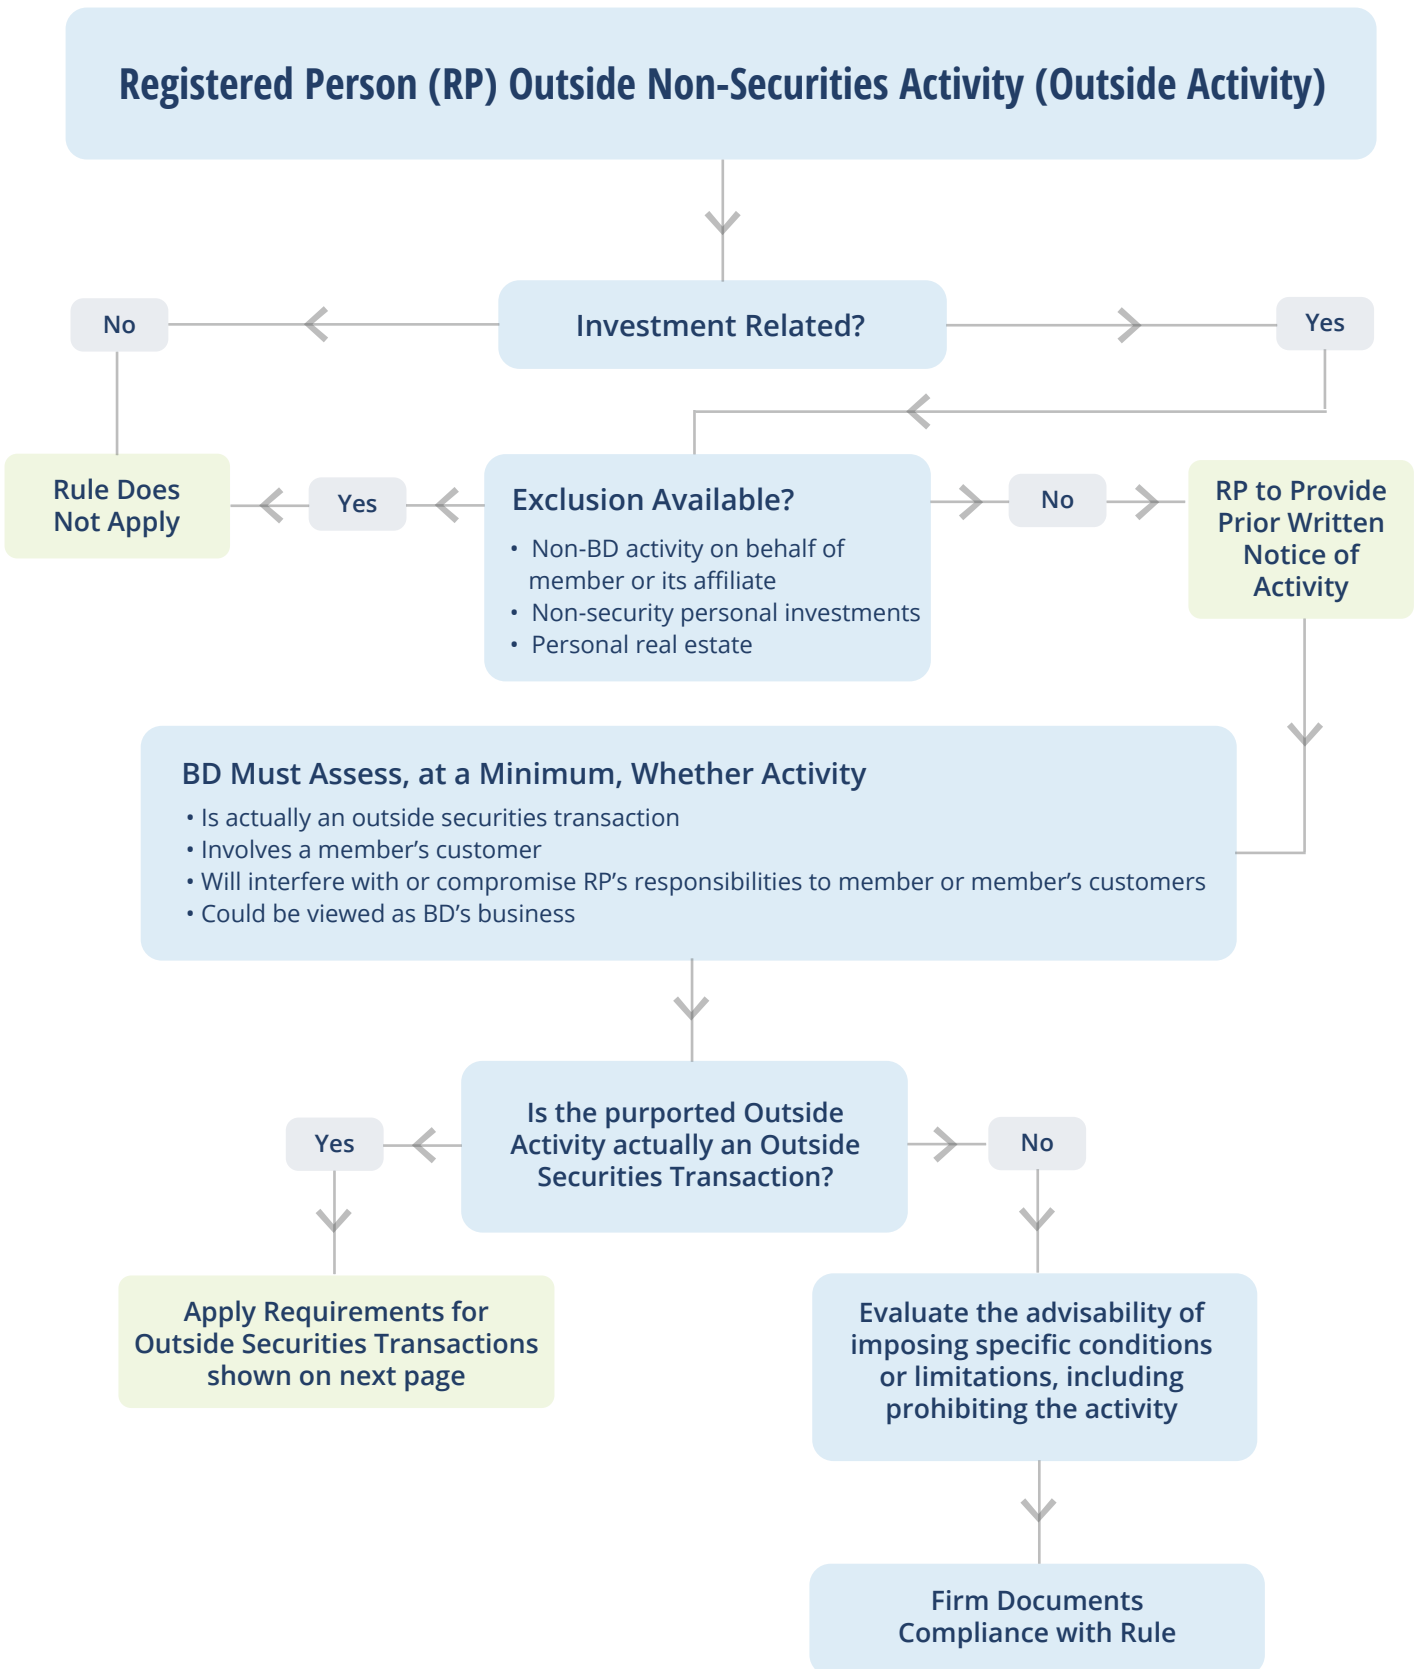 Registered Person (RP) Outside Non-Securities Activity (Outside Activity)
No
Investment Related?
Yes
Rule Does
Not Apply
Yes
Exclusion Available?
• Non-BD activity on behalf of
member or its affiliate
• Non-security personal investments
• Personal real estate
No
RP to Provide
Prior Written
Notice of
Activity
BD Must Assess, at a Minimum, Whether Activity
• Is actually an outside securities transaction
• Involves a member’s customer
• Will interfere with or compromise RP’s responsibilities to member or member’s customers
• Could be viewed as BD’s business
Yes
Is the purported Outside
Activity actually an Outside
Securities Transaction?
No
Apply Requirements for
Outside Securities Transactions
shown on next page
Evaluate the advisability of
imposing specific conditions
or limitations, including
prohibiting the activity
Firm Documents
Compliance with Rule